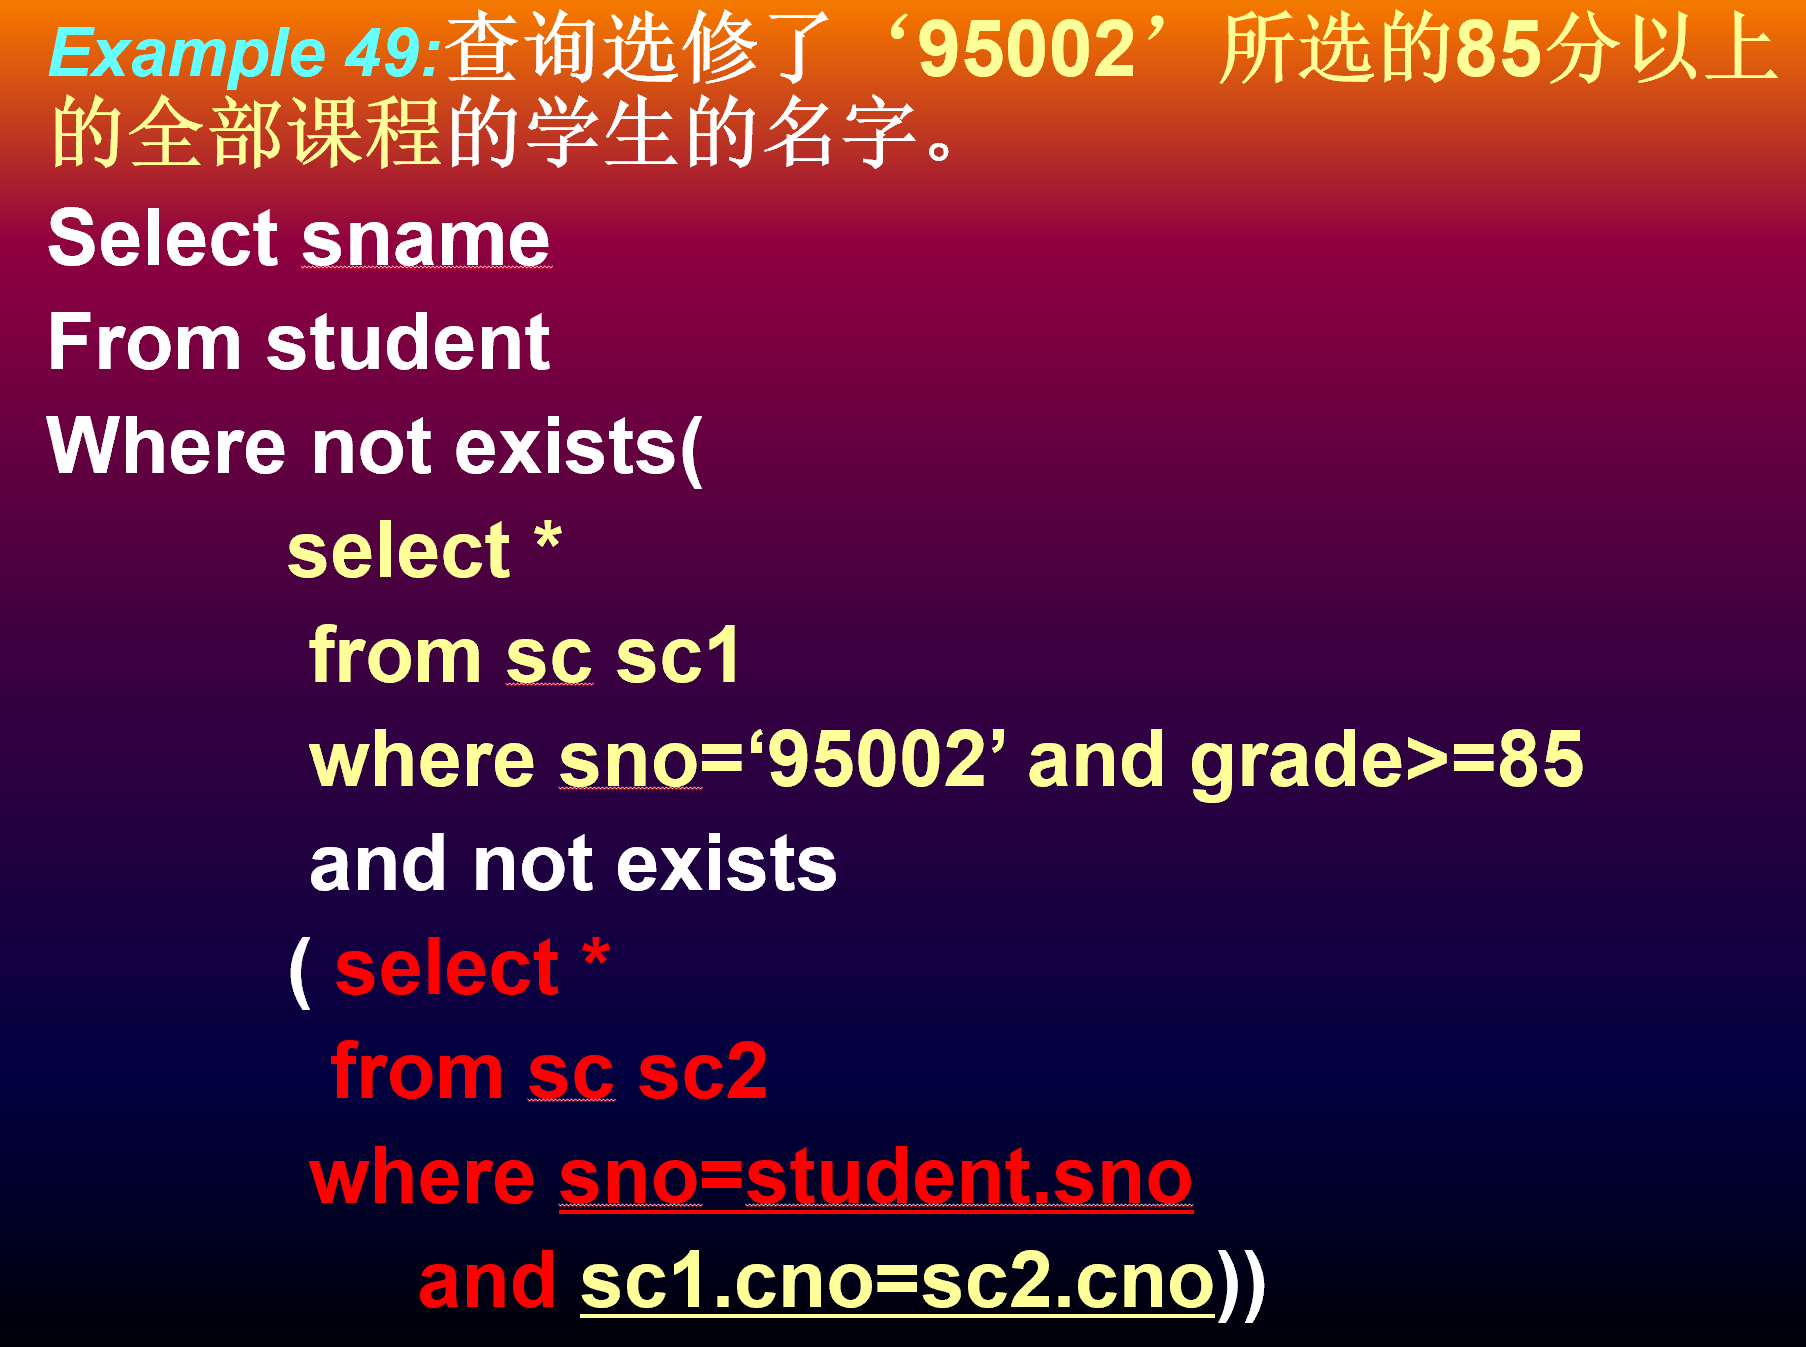 Example 49:查询选修了‘95002’所选的85分以上
的全部课程的学生的名字。
Select sname
From student
Where not exists(
select *
from sc sc1
where sno=‘95002’ and grade>=85
and not exists
( select *
from sc sc2
where sno=student.sno
and sc1.cno=sc2.cno))